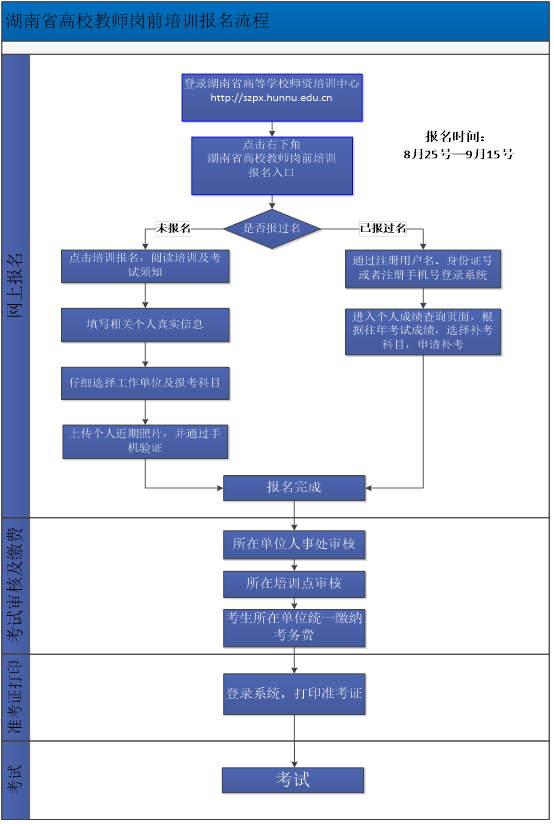 湖南省高校教师岗前培训报名流程
登录湖南省高等学校师资培训中心
http://szpx.hunnu.edu.cn
报名时间：
8月25号—9月15号
点击右下角
湖南省高校教师岗前培训
报名入口
是否报过名
未报名
已报过名
点击培训报名，阅读培训及考
试须知
通过注册用户名、身份证号
或者注册手机号登录系统
填写相关个人真实信息
进入个人成绩查询页面，根
据往年考试成绩，选择补考
科目，申请补考
仔细选择工作单位及报考科目
上传个人近期照片，并通过手
机验证
报名完成
网上报名
所在单位人事处审核
所在培训点审核
考生所在单位统一缴纳
考务费
考试审核及缴费
登录系统，打印准考证
准考证打印
考试
考试